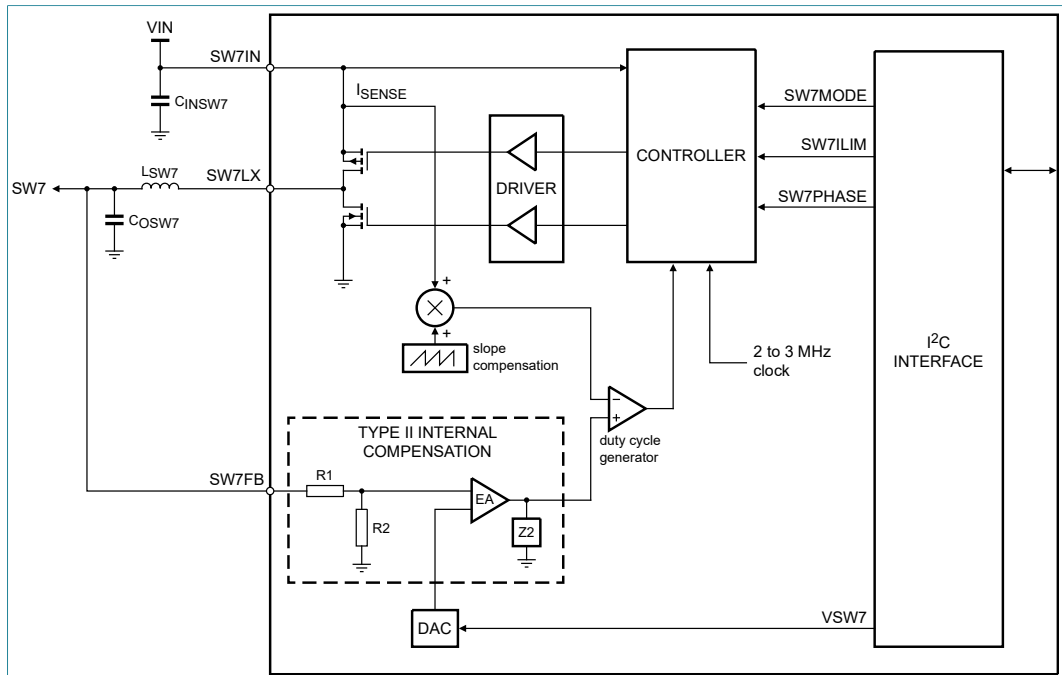 VIN
SW7IN
CINSW7
ISENSE
SW7MODE
CONTROLLER
SW7ILIM
DRIVER
SW7PHASE
LSW7
SW7LX
SW7
COSW7
+
+
slope
compensation
2 to 3 MHz
clock
I2C
INTERFACE
−
+
duty cycle
generator
TYPE II INTERNAL
COMPENSATION
SW7FB
R1
EA
R2
Z2
DAC
VSW7